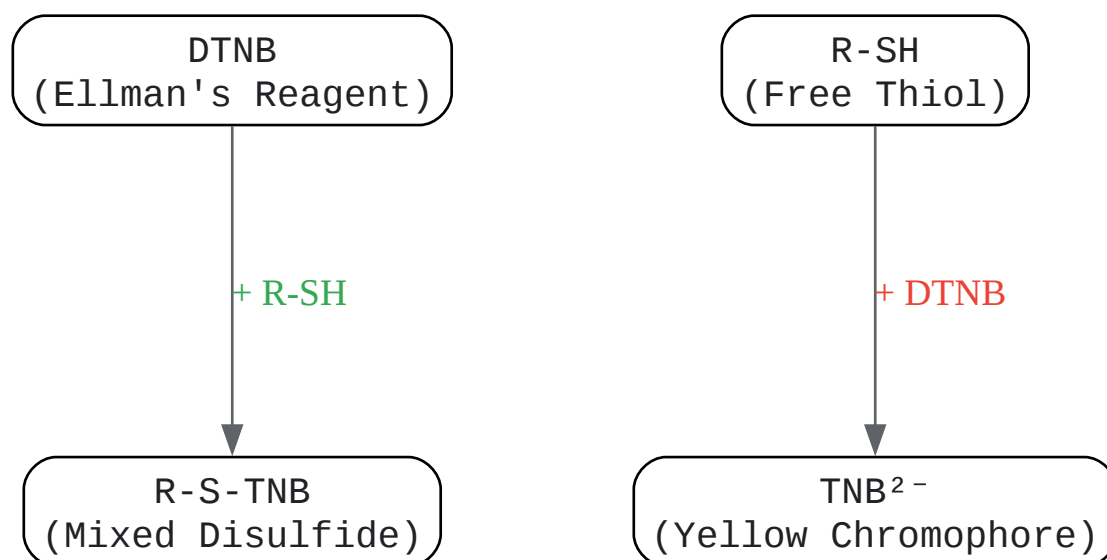 DTNB
(Ellman's Reagent)
R-SH
(Free Thiol)
+ R-SH
+ DTNB
R-S-TNB
(Mixed Disulfide)
TNB²⁻
(Yellow Chromophore)